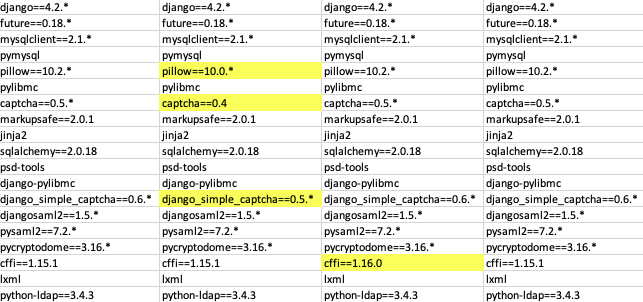 django==4.2.* django==4.2.* django==4.2.* django==4.2.*
future==0.18.* future==0.18.* future==0.18.* future==0.18.*
mysqlclient==2.1.* mysqlclient==2.1.* mysqlclient==2.1.* mysqlclient==2.1.*
pymysql pymysql pymysql pymysql
pillow==10.2.* pillow==10.0.* pillow==10.2.* pillow==10.2.*
pylibmc pylibmc pylibmc pylibmc
captcha==0.5.* captcha==0.4 captcha==0.5.* captcha==0.5.*
markupsafe==2.0.1 markupsafe==2.0.1 markupsafe==2.0.1 markupsafe==2.0.1
jinja2 jinja2 jinja2 jinja2
sqlalchemy==2.0.18 sqlalchemy==2.0.18 sqlalchemy==2.0.18 sqlalchemy==2.0.18
psd-tools psd-tools psd-tools psd-tools
django-pylibmc django-pylibmc django-pylibmc django-pylibmc
django_simple_captcha==0.6.* django_simple_captcha==0.5.* django_simple_captcha==0.6.* django_simple_captcha==0.6.*
djangosaml2==1.5.* djangosaml2==1.5.* djangosaml2==1.5.* djangosaml2==1.5.*
pysaml2==7.2.* pysaml2==7.2.* pysaml2==7.2.* pysaml2==7.2.*
pycryptodome==3.16.* pycryptodome==3.16.* pycryptodome==3.16.* pycryptodome==3.16.*
cffi==1.15.1 cffi==1.15.1 cffi==1.16.0 cffi==1.15.1
lxml lxml lxml lxml
python-ldap==3.4.3 python-ldap==3.4.3 python-ldap==3.4.3 python-ldap==3.4.3